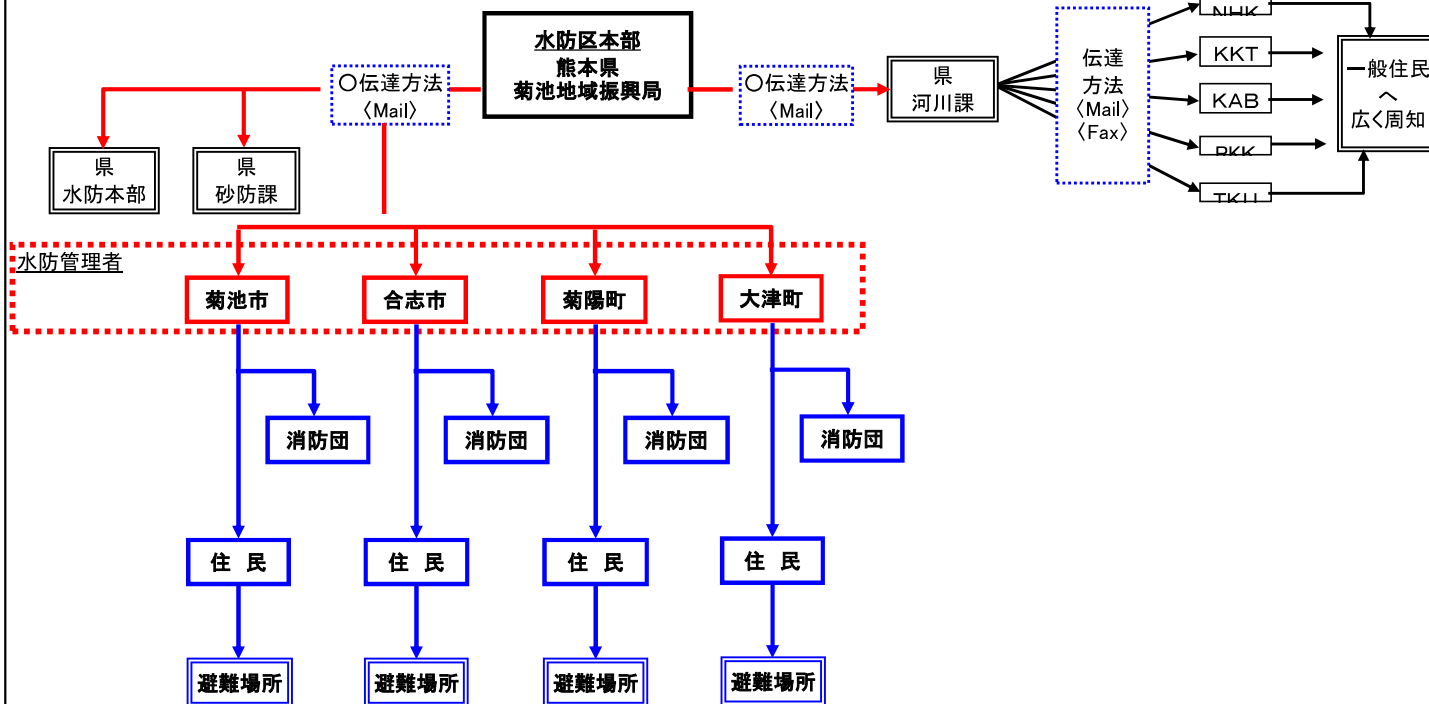 水防区本部
熊本県
菊池地域振興局
〇伝達方法
〈Mail〉
〇伝達方法
〈Mail〉
県
河川課
伝達
方法
〈Mail〉
〈Fax〉
NHK
KKT
KAB
RKK
TKU
一般住民
へ
広く周知
県
水防本部
県
砂防課
水防管理者
菊池市
合志市
菊陽町
大津町
消防団
消防団
消防団
消防団
住 民
住 民
住 民
住 民
避難場所
避難場所
避難場所
避難場所